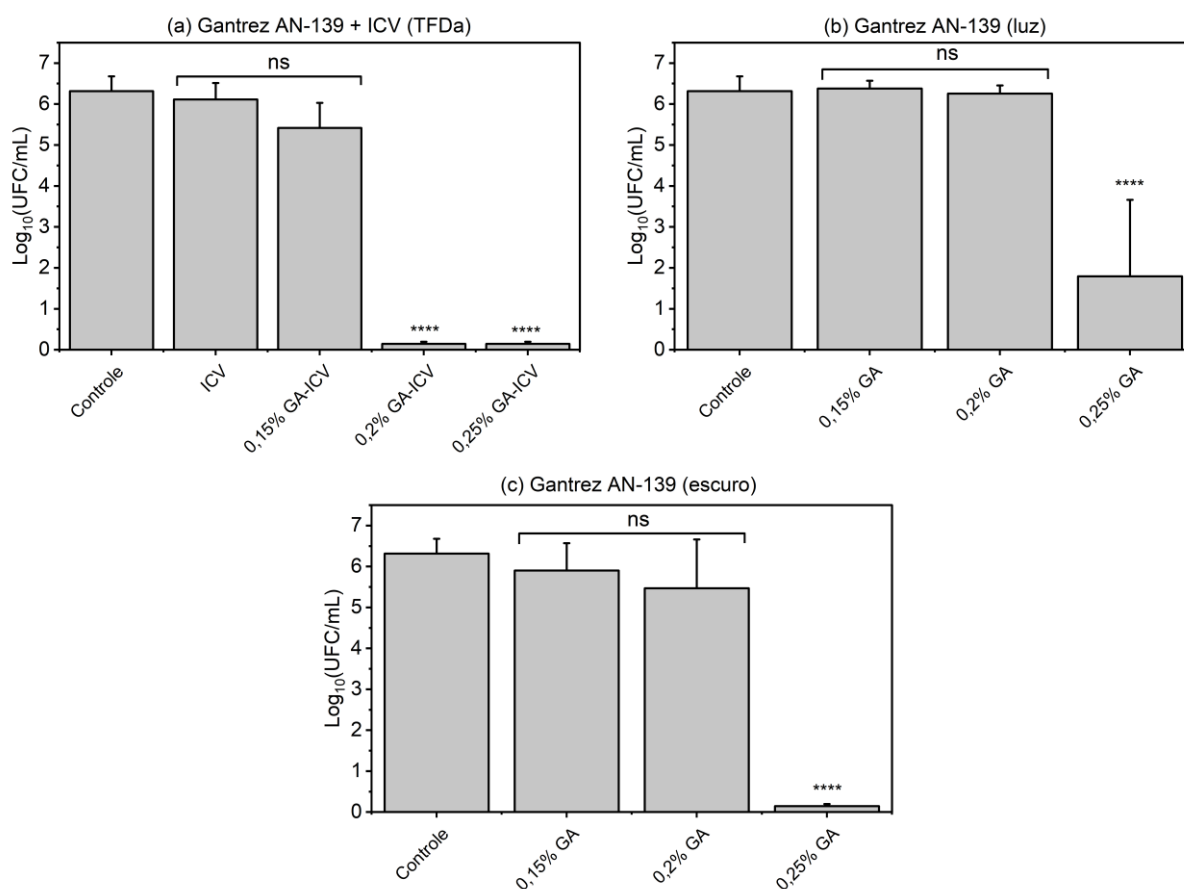 (a) Gantrez AN-139 + ICV (TFDa)
Log₁₀(UFC/mL)
7
6
5
4
3
2
1
0
ns
****
****
Controle
ICV
0,15% GA-ICV
0,2% GA-ICV
0,25% GA-ICV
(b) Gantrez AN-139 (luz)
Log₁₀(UFC/mL)
7
6
5
4
3
2
1
0
ns
****
Controle
0,15% GA
0,2% GA
0,25% GA
(c) Gantrez AN-139 (escuro)
Log₁₀(UFC/mL)
7
6
5
4
3
2
1
0
ns
****
Controle
0,15% GA
0,2% GA
0,25% GA